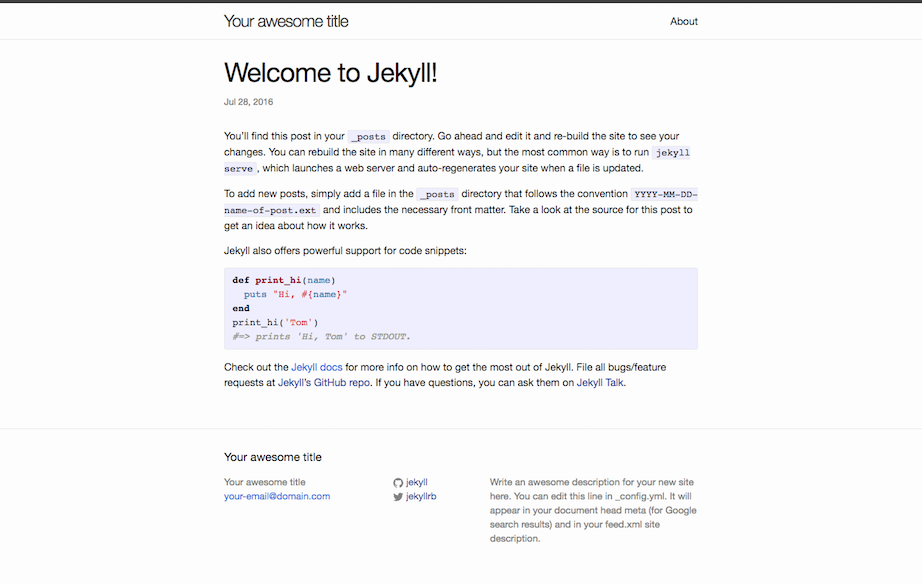 Your awesome title
About
Welcome to Jekyll!
Jul 28, 2016
You'll find this post in your _posts directory. Go ahead and edit it and re-build the site to see your
changes. You can rebuild the site in many different ways, but the most common way is to run jekyll
serve , which launches a web server and auto-regenerates your site when a file is updated.
To add new posts, simply add a file in the _posts directory that follows the convention YYYY-MM-DD-
name-of-post.ext and includes the necessary front matter. Take a look at the source for this post to
get an idea about how it works.
Jekyll also offers powerful support for code snippets:
def print_hi(name)
  puts "Hi, #{name}"
end
print_hi('Tom')
#=> prints 'Hi, Tom' to STDOUT.
Check out the Jekyll docs for more info on how to get the most out of Jekyll. File all bugs/feature
requests at Jekyll's GitHub repo. If you have questions, you can ask them on Jekyll Talk.
Your awesome title
Your awesome title
your-email@domain.com
jekyll
jekyllrb
Write an awesome description for your new site
here. You can edit this line in _config.yml. It will
appear in your document head meta (for Google
search results) and in your feed.xml site
description.